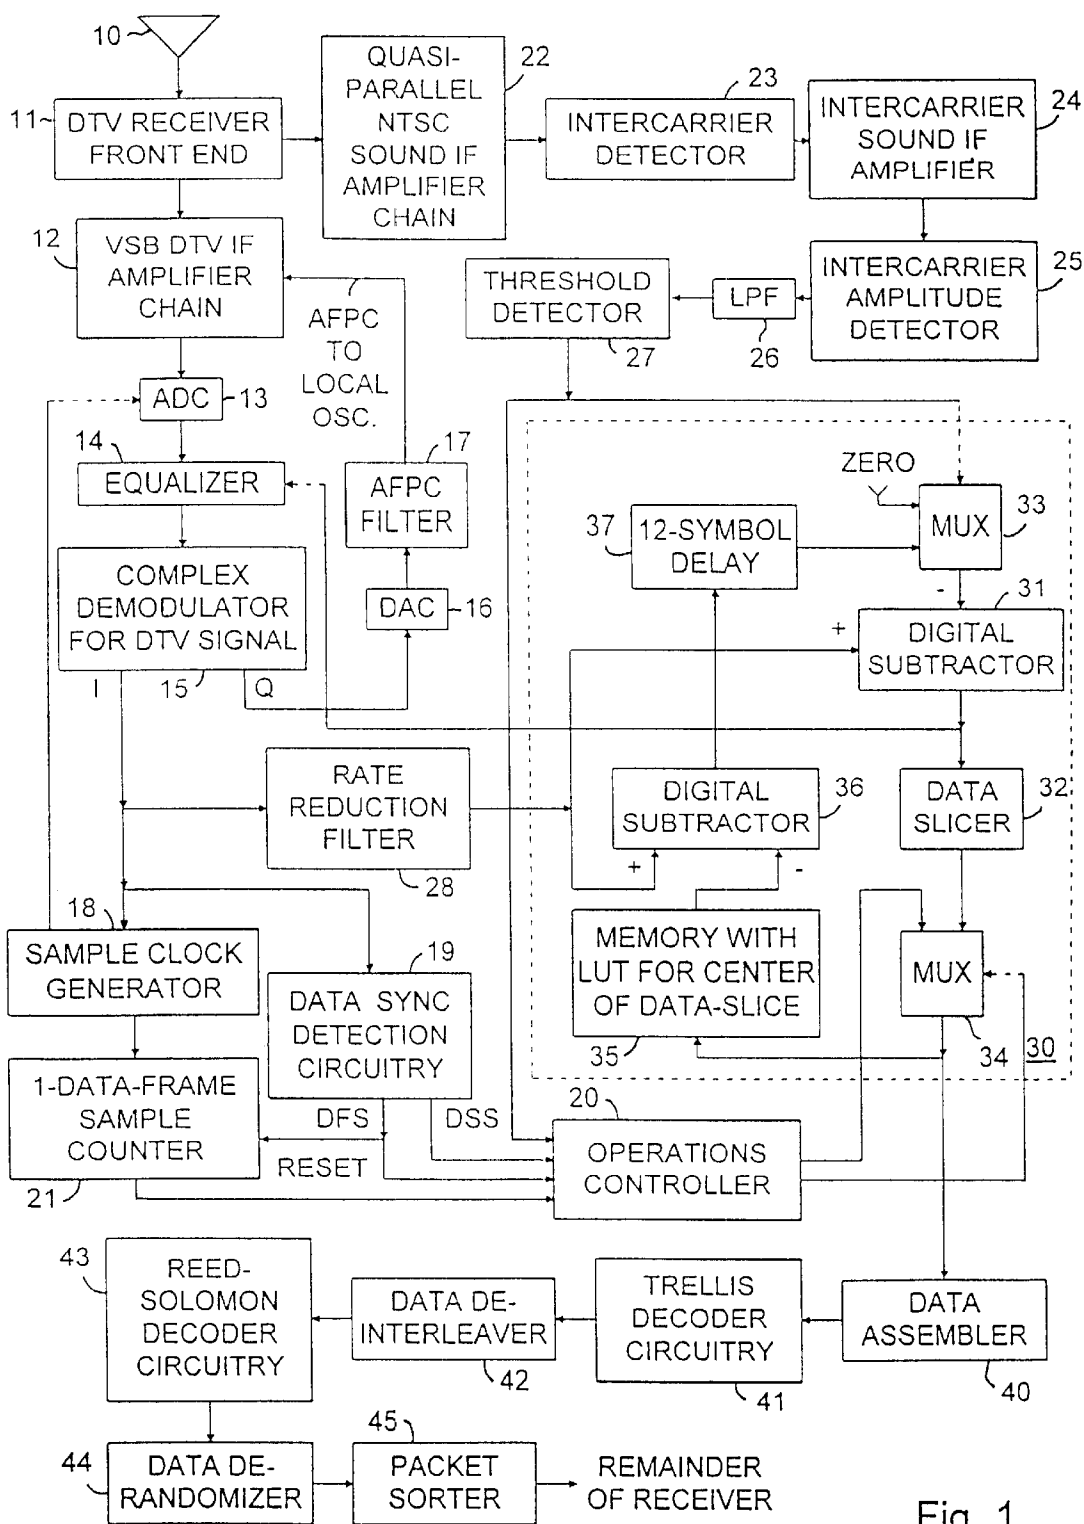 10
11
DTV RECEIVER
FRONT END
QUASI-
PARALLEL
NTSC
SOUND IF
AMPLIFIER
CHAIN
22
INTERCARRIER
DETECTOR
23
INTERCARRIER
SOUND IF
AMPLIFIER
24
12
VSB DTV IF
AMPLIFIER
CHAIN
AFPC
TO
LOCAL
OSC.
THRESHOLD
DETECTOR
27
LPF
26
INTERCARRIER
AMPLITUDE
DETECTOR
25
ADC
13
14
EQUALIZER
17
AFPC
FILTER
ZERO
MUX
33
37
12-SYMBOL
DELAY
COMPLEX
DEMODULATOR
FOR DTV SIGNAL
15
I
Q
DAC
16
-
31
+
DIGITAL
SUBTRACTOR
RATE
REDUCTION
FILTER
28
DIGITAL
SUBTRACTOR
36
+
-
DATA
SLICER
32
18
SAMPLE CLOCK
GENERATOR
19
DATA SYNC
DETECTION
CIRCUITRY
MEMORY WITH
LUT FOR CENTER
OF DATA-SLICE
35
MUX
34
30
1-DATA-FRAME
SAMPLE
COUNTER
21
DFS
DSS
RESET
20
OPERATIONS
CONTROLLER
43
REED-
SOLOMON
DECODER
CIRCUITRY
DATA DE-
INTERLEAVER
42
TRELLIS
DECODER
CIRCUITRY
41
DATA
ASSEMBLER
40
44
DATA DE-
RANDOMIZER
45
PACKET
SORTER
REMAINDER
OF RECEIVER
Fig. 1